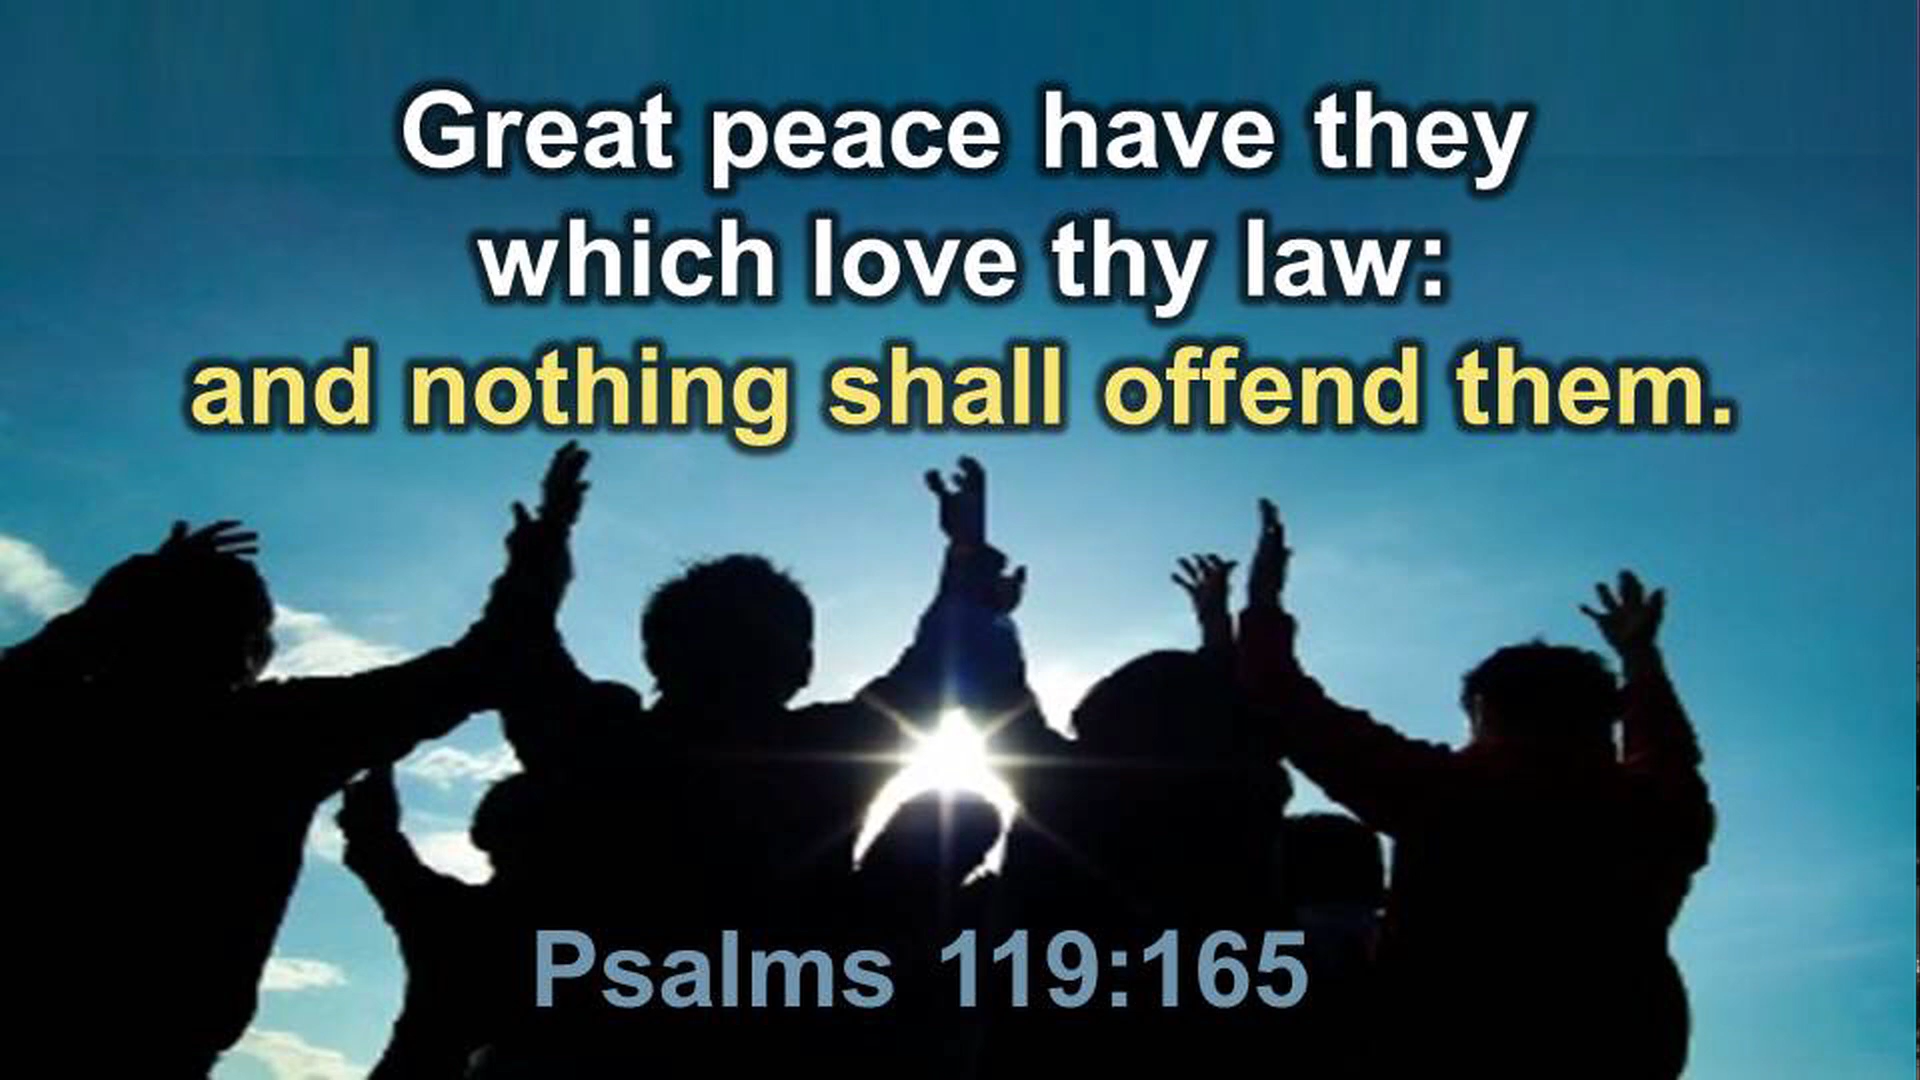 Great peace have they
which love thy law:
and nothing shall offend them.
Psalms 119:165